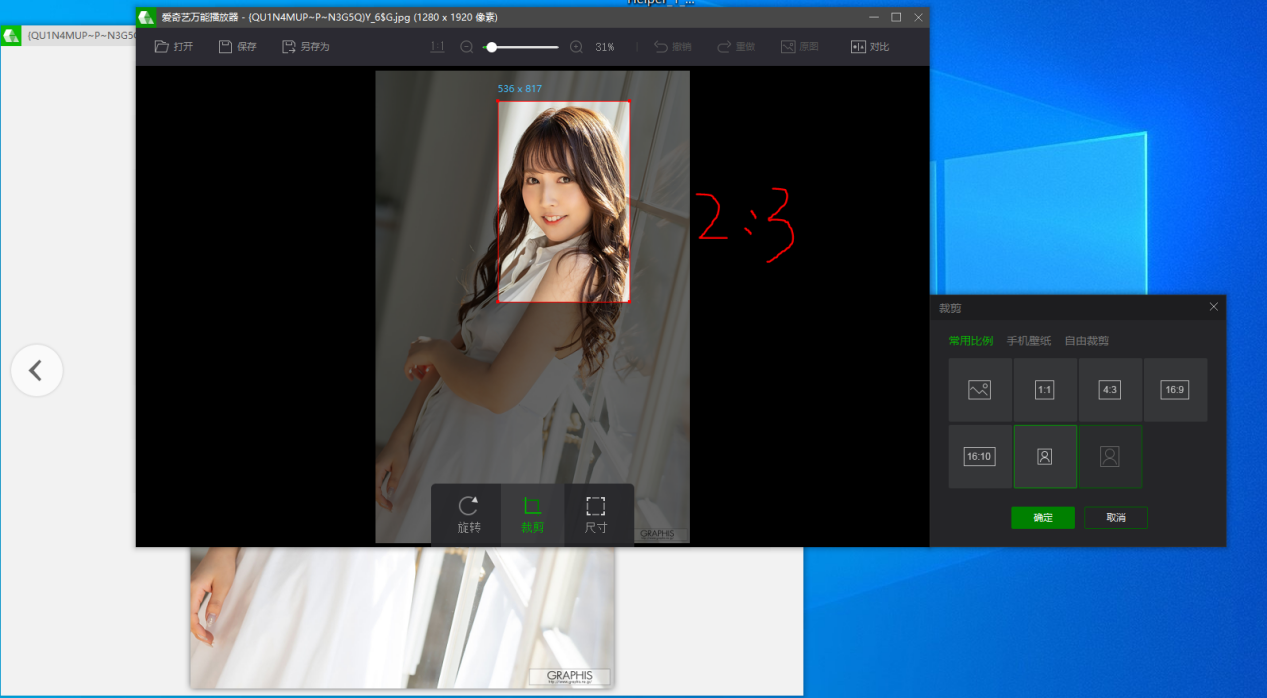 爱奇艺万能播放器 - (QU1N4MUP~P~N3G5Q)Y_6$G.jpg (1280 x 1920 像素)
(QU1N4MUP~P~N3G5
打开
保存
另存为
1:1
31%
撤销
重做
原图
对比
536 x 817
2:3
裁剪
常用比例
手机壁纸
自由裁剪
1:1
4:3
16:9
16:10
确定
取消
旋转
裁剪
尺寸
GRAPHIS
GRAPHIS